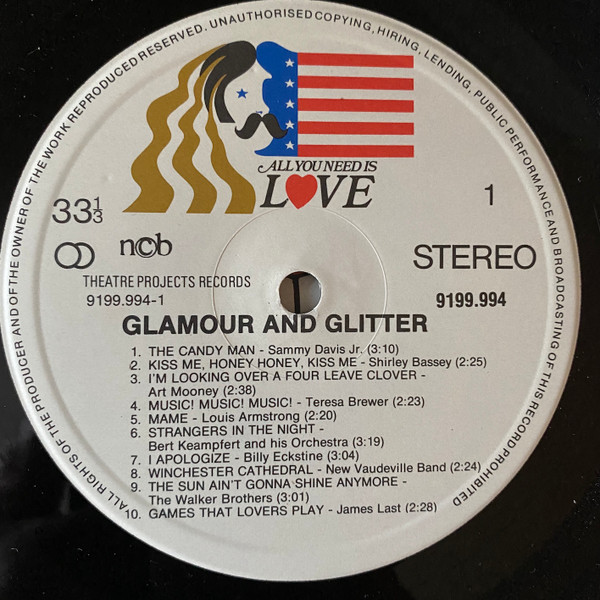 ALL RIGHTS OF THE PRODUCER AND OF THE OWNER OF THE WORK REPRODUCED RESERVED. UNAUTHORISED COPYING, HIRING, LENDING, PUBLIC PERFORMANCE AND BROADCASTING OF THIS RECORD PROHIBITED
ALL YOU NEED IS
LOVE
33 1/3
1
ncb
STEREO
THEATRE PROJECTS RECORDS
9199.994-1
9199.994
GLAMOUR AND GLITTER
1. THE CANDY MAN - Sammy Davis Jr. (3:10)
2. KISS ME, HONEY HONEY, KISS ME - Shirley Bassey (2:25)
3. I'M LOOKING OVER A FOUR LEAVE CLOVER -
Art Mooney (2:38)
4. MUSIC! MUSIC! MUSIC! - Teresa Brewer (2:23)
5. MAME - Louis Armstrong (2:20)
6. STRANGERS IN THE NIGHT -
Bert Keampfert and his Orchestra (3:19)
7. I APOLOGIZE - Billy Eckstine (3:04)
8. WINCHESTER CATHEDRAL - New Vaudeville Band (2:24)
9. THE SUN AIN'T GONNA SHINE ANYMORE -
The Walker Brothers (3:01)
10. GAMES THAT LOVERS PLAY - James Last (2:28)